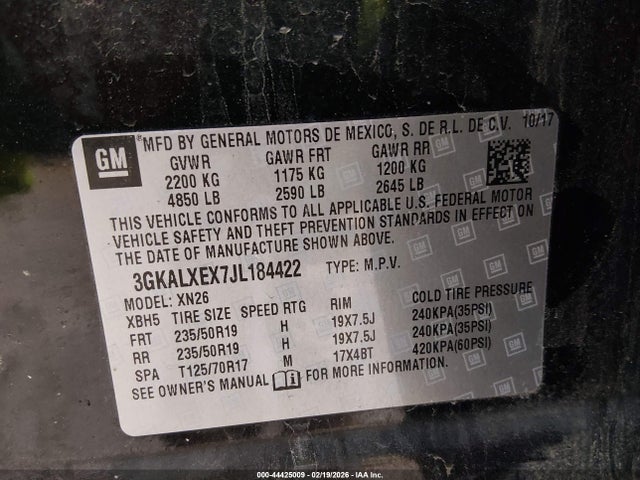 GM
® MFD BY GENERAL MOTORS DE MEXICO, S. DE R.L. DE C.V. 10/17
GVWR GAWR FRT GAWR RR
2200 KG 1175 KG 1200 KG
4850 LB 2590 LB 2645 LB
THIS VEHICLE CONFORMS TO ALL APPLICABLE U.S. FEDERAL MOTOR
VEHICLE SAFETY AND THEFT PREVENTION STANDARDS IN EFFECT ON
THE DATE OF MANUFACTURE SHOWN ABOVE.
3GKALXEX7JL184422 TYPE: M.P.V.
MODEL: XN26
XBH5 TIRE SIZE SPEED RTG RIM COLD TIRE PRESSURE
FRT 235/50R19 H 19X7.5J 240KPA(35PSI)
RR 235/50R19 H 19X7.5J 240KPA(35PSI)
SPA T125/70R17 M 17X4BT 420KPA(60PSI)
SEE OWNER'S MANUAL FOR MORE INFORMATION.
000-44425009 - 02/19/2026 - IAA Inc.